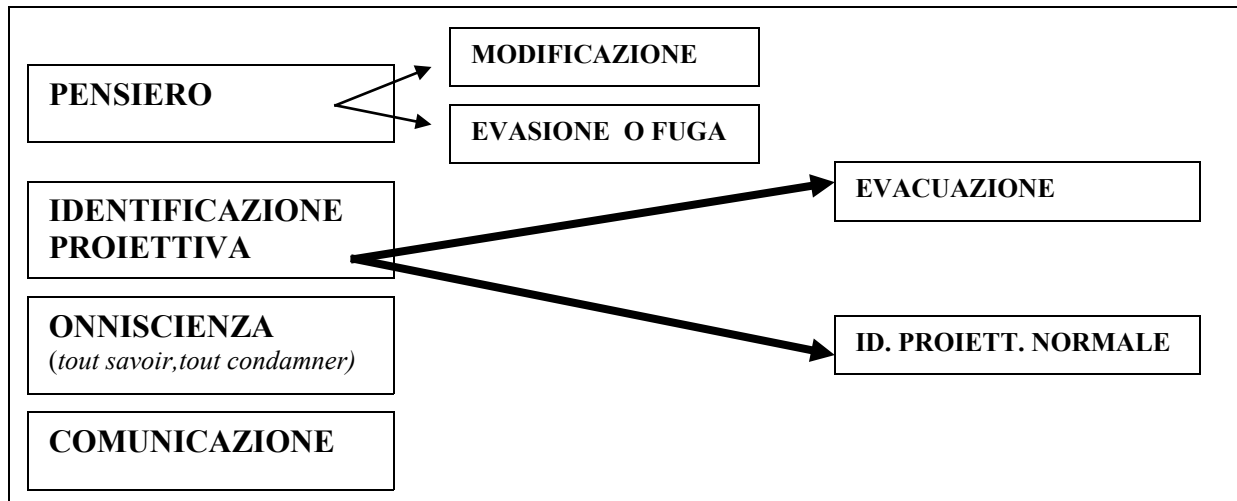 PENSIERO
MODIFICAZIONE
EVASIONE O FUGA
IDENTIFICAZIONE
PROIETTIVA
EVACUAZIONE
ID. PROIETT. NORMALE
ONNISCIENZA
(tout savoir,tout condamner)
COMUNICAZIONE